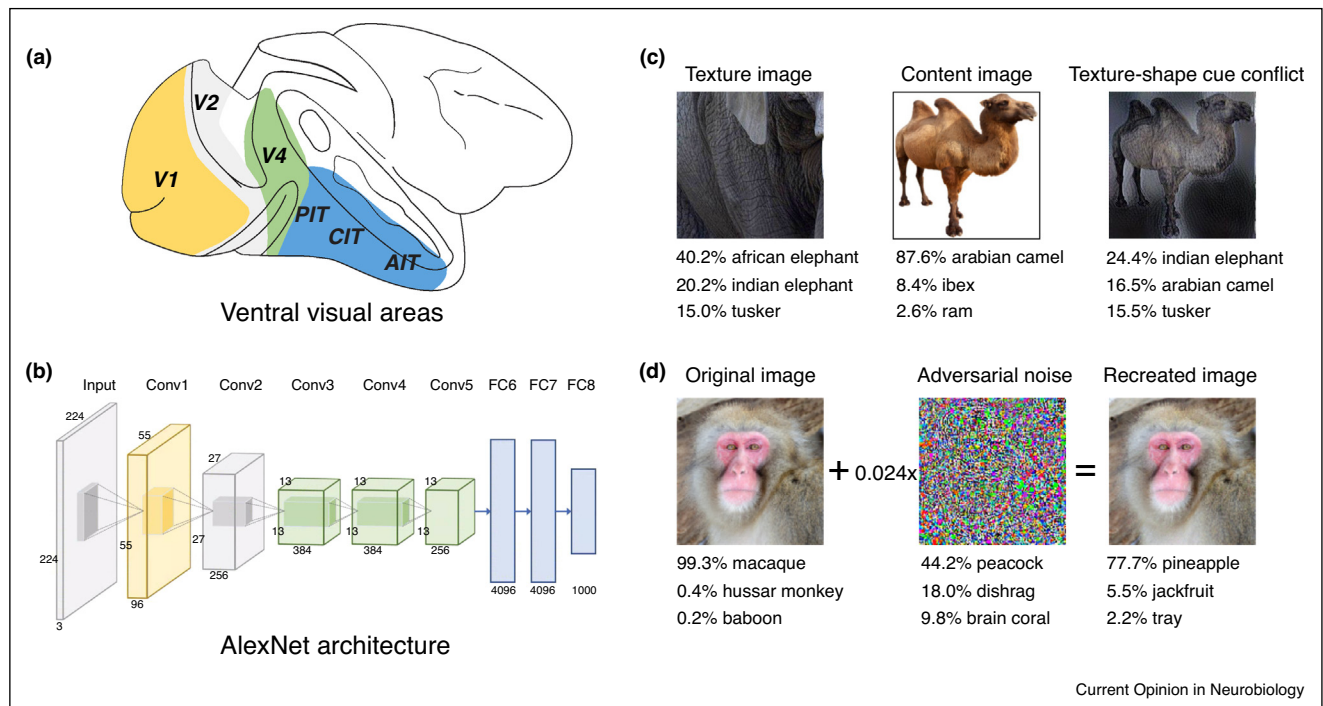 (a)
V1
V2
V4
PIT
CIT
AIT
Ventral visual areas
(b)
Input
Conv1
Conv2
Conv3
Conv4
Conv5
FC6
FC7
FC8
224
224
3
55
55
96
27
27
256
13
13
384
13
13
384
13
13
256
4096
4096
1000
AlexNet architecture
(c)
Texture image
40.2% african elephant
20.2% indian elephant
15.0% tusker
Content image
87.6% arabian camel
8.4% ibex
2.6% ram
Texture-shape cue conflict
24.4% indian elephant
16.5% arabian camel
15.5% tusker
(d)
Original image
99.3% macaque
0.4% hussar monkey
0.2% baboon
+ 0.024x
Adversarial noise
44.2% peacock
18.0% dishrag
9.8% brain coral
=
Recreated image
77.7% pineapple
5.5% jackfruit
2.2% tray
Current Opinion in Neurobiology